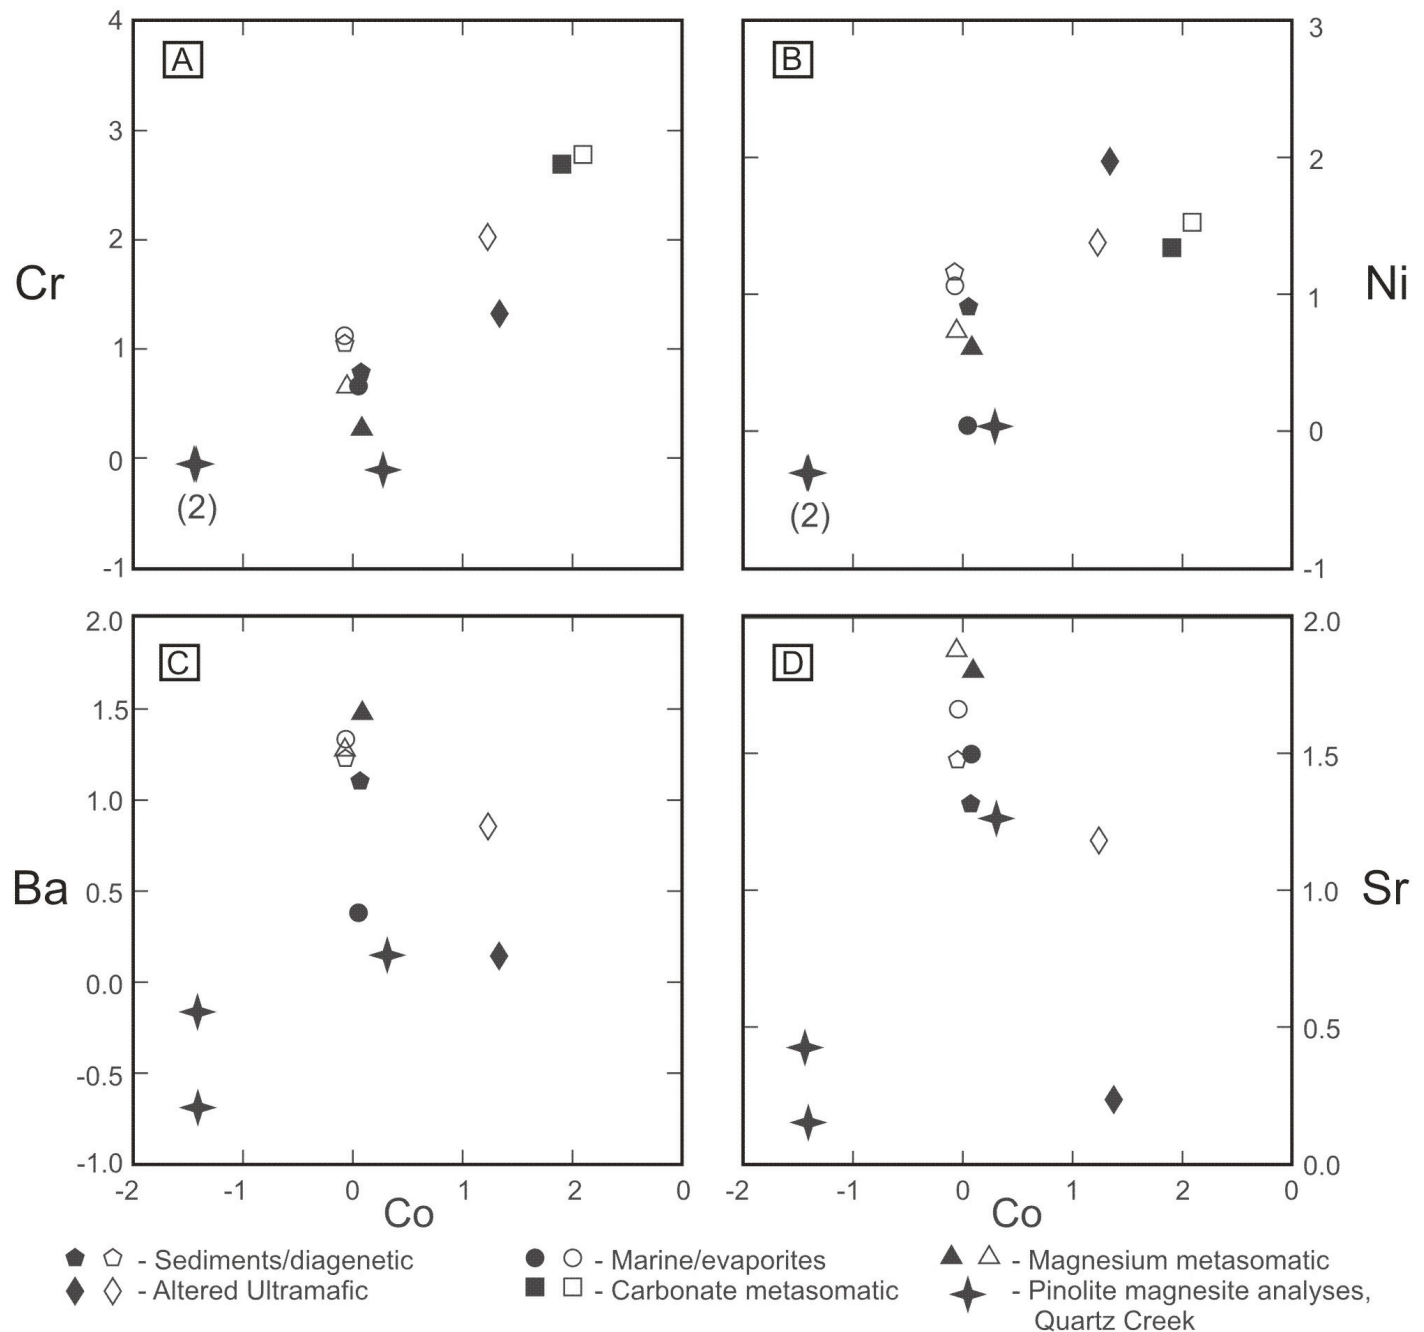 4
3
2
1
0
-1
Cr
A
(2)
B
(2)
3
2
1
0
-1
Ni
2.0
1.5
1.0
0.5
0.0
-0.5
-1.0
Ba
C
D
2.0
1.5
1.0
0.5
0.0
Sr
-2 -1 0 1 2 0
Co
-2 -1 0 1 2 0
Co
- Sediments/diagenetic
- Marine/evaporites
- Magnesium metasomatic
- Altered Ultramafic
- Carbonate metasomatic
- Pinolite magnesite analyses,
Quartz Creek